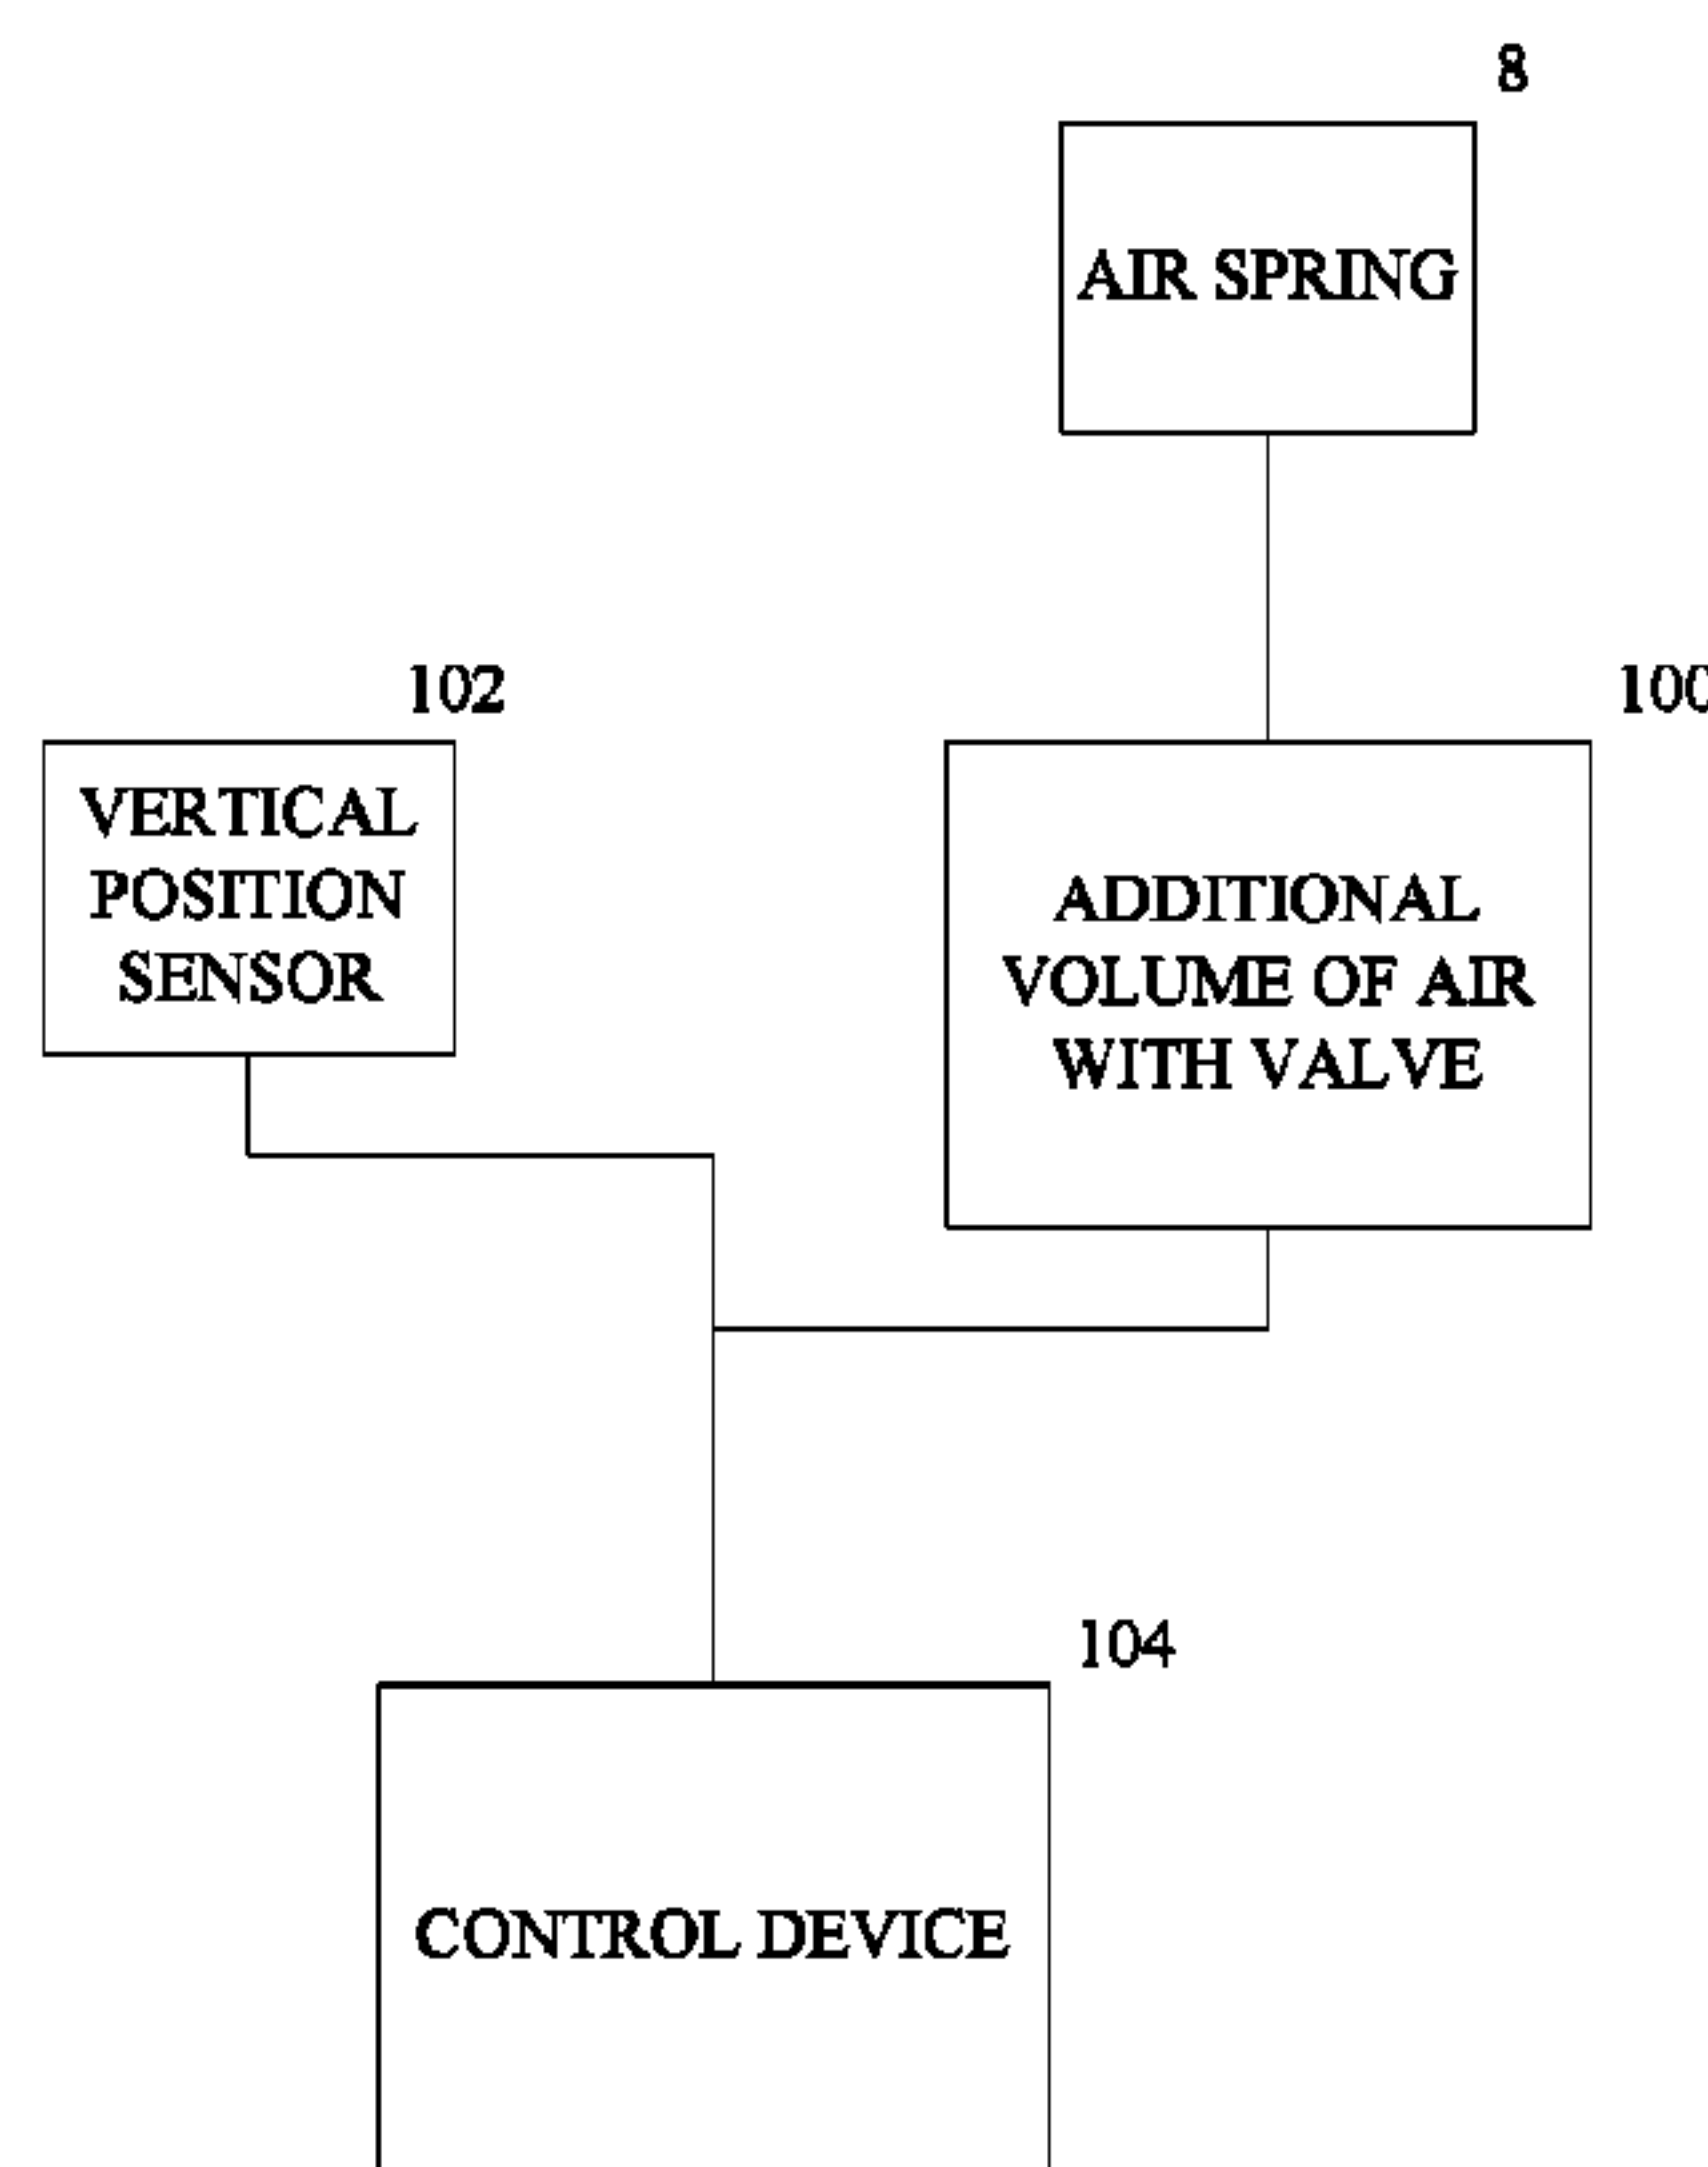 8
AIR SPRING
102
100
VERTICAL
POSITION
SENSOR
ADDITIONAL
VOLUME OF AIR
WITH VALVE
104
CONTROL DEVICE